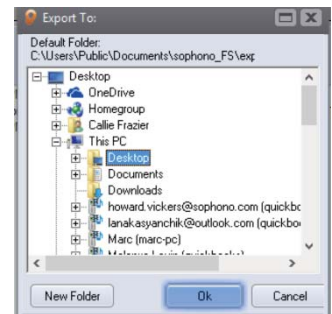 Export To:
Default Folder:
C:\Users\Public\Documents\sophono_FS\exp
Desktop
OneDrive
Homegroup
Callie Frazier
This PC
Desktop
Documents
Downloads
howard.vickers@sophono.com (quickbo
lanakasyanchik@outlook.com (quickbo
Marc (marc-pc)
New Folder
Ok
Cancel